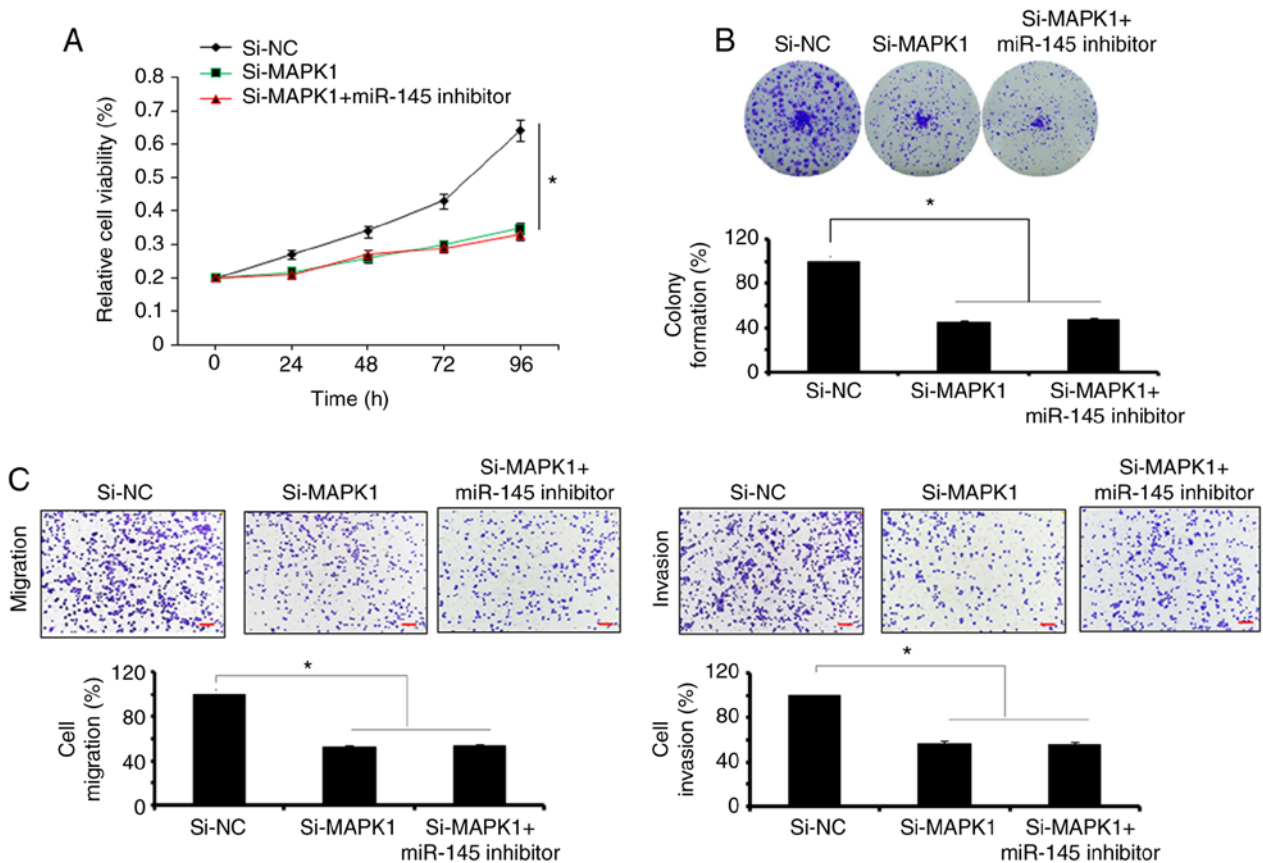 A
Si-NC
Si-MAPK1
Si-MAPK1+miR-145 inhibitor
Relative cell viability (%)
0.8
0.7
0.6
0.5
0.4
0.3
0.2
0.1
0
*
0 24 48 72 96
Time (h)
B
Si-NC Si-MAPK1 Si-MAPK1+
miR-145 inhibitor
*
Colony
formation (%)
120
80
40
0
Si-NC Si-MAPK1 Si-MAPK1+
miR-145 inhibitor
C
Migration
Si-NC Si-MAPK1 Si-MAPK1+
miR-145 inhibitor
*
Cell
migration (%)
120
80
40
0
Si-NC Si-MAPK1 Si-MAPK1+
miR-145 inhibitor
Invasion
Si-NC Si-MAPK1 Si-MAPK1+
miR-145 inhibitor
*
Cell
invasion (%)
120
80
40
0
Si-NC Si-MAPK1 Si-MAPK1+
miR-145 inhibitor